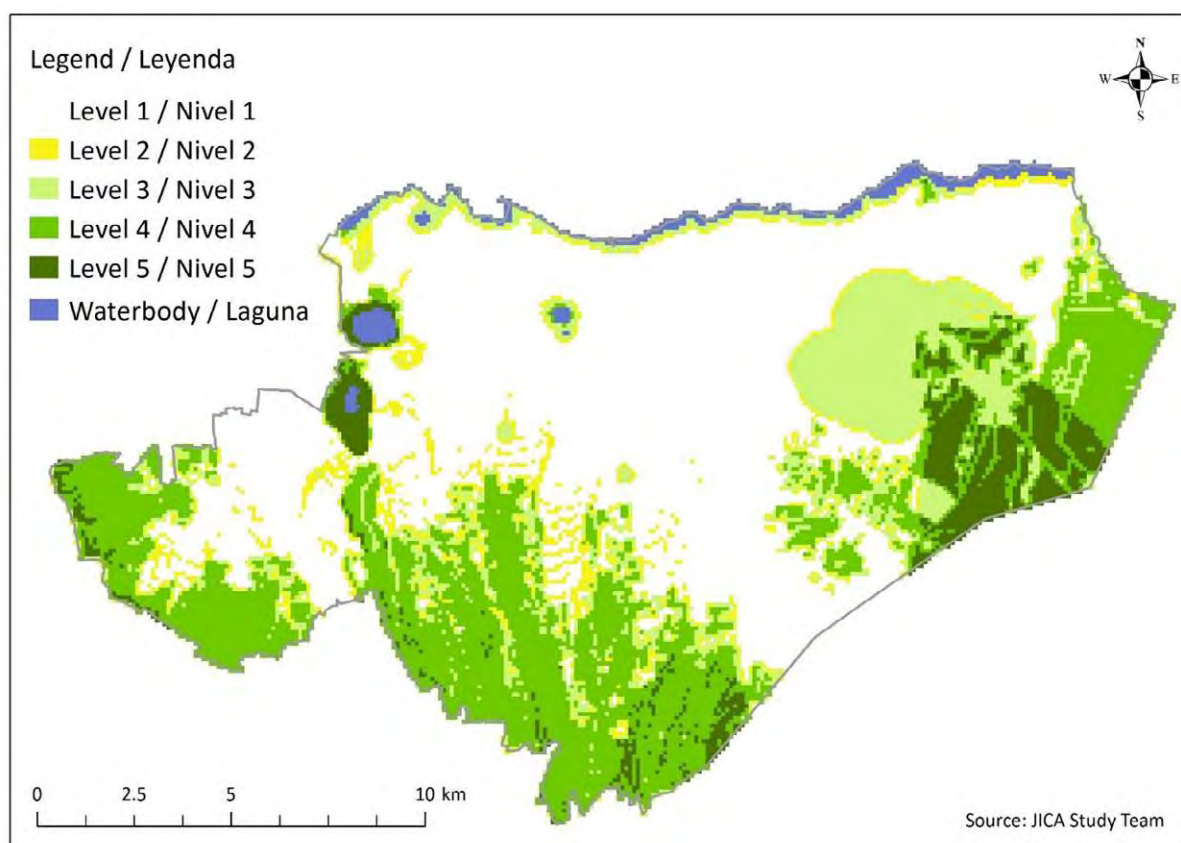 Legend / Leyenda
Level 1 / Nivel 1
Level 2 / Nivel 2
Level 3 / Nivel 3
Level 4 / Nivel 4
Level 5 / Nivel 5
Waterbody / Laguna
N
W E
S
0 2.5 5 10 km
Source: JICA Study Team